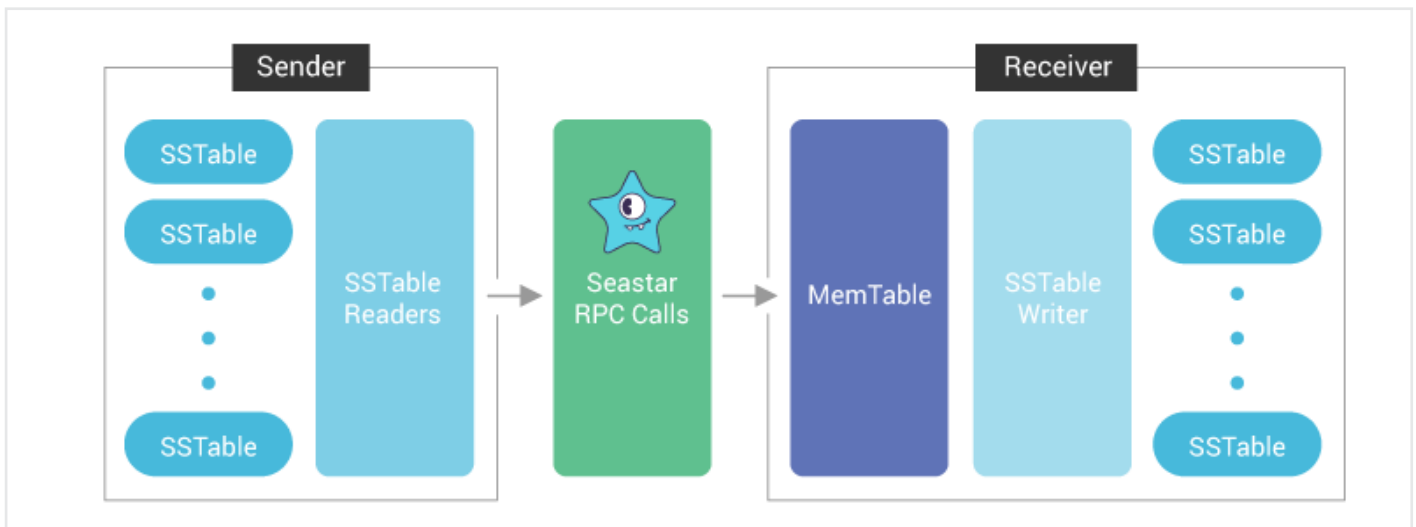 Sender
Receiver
SSTable
SSTable
SSTable
SSTable
Readers
Seastar
RPC Calls
MemTable
SSTable
Writer
SSTable
SSTable
SSTable